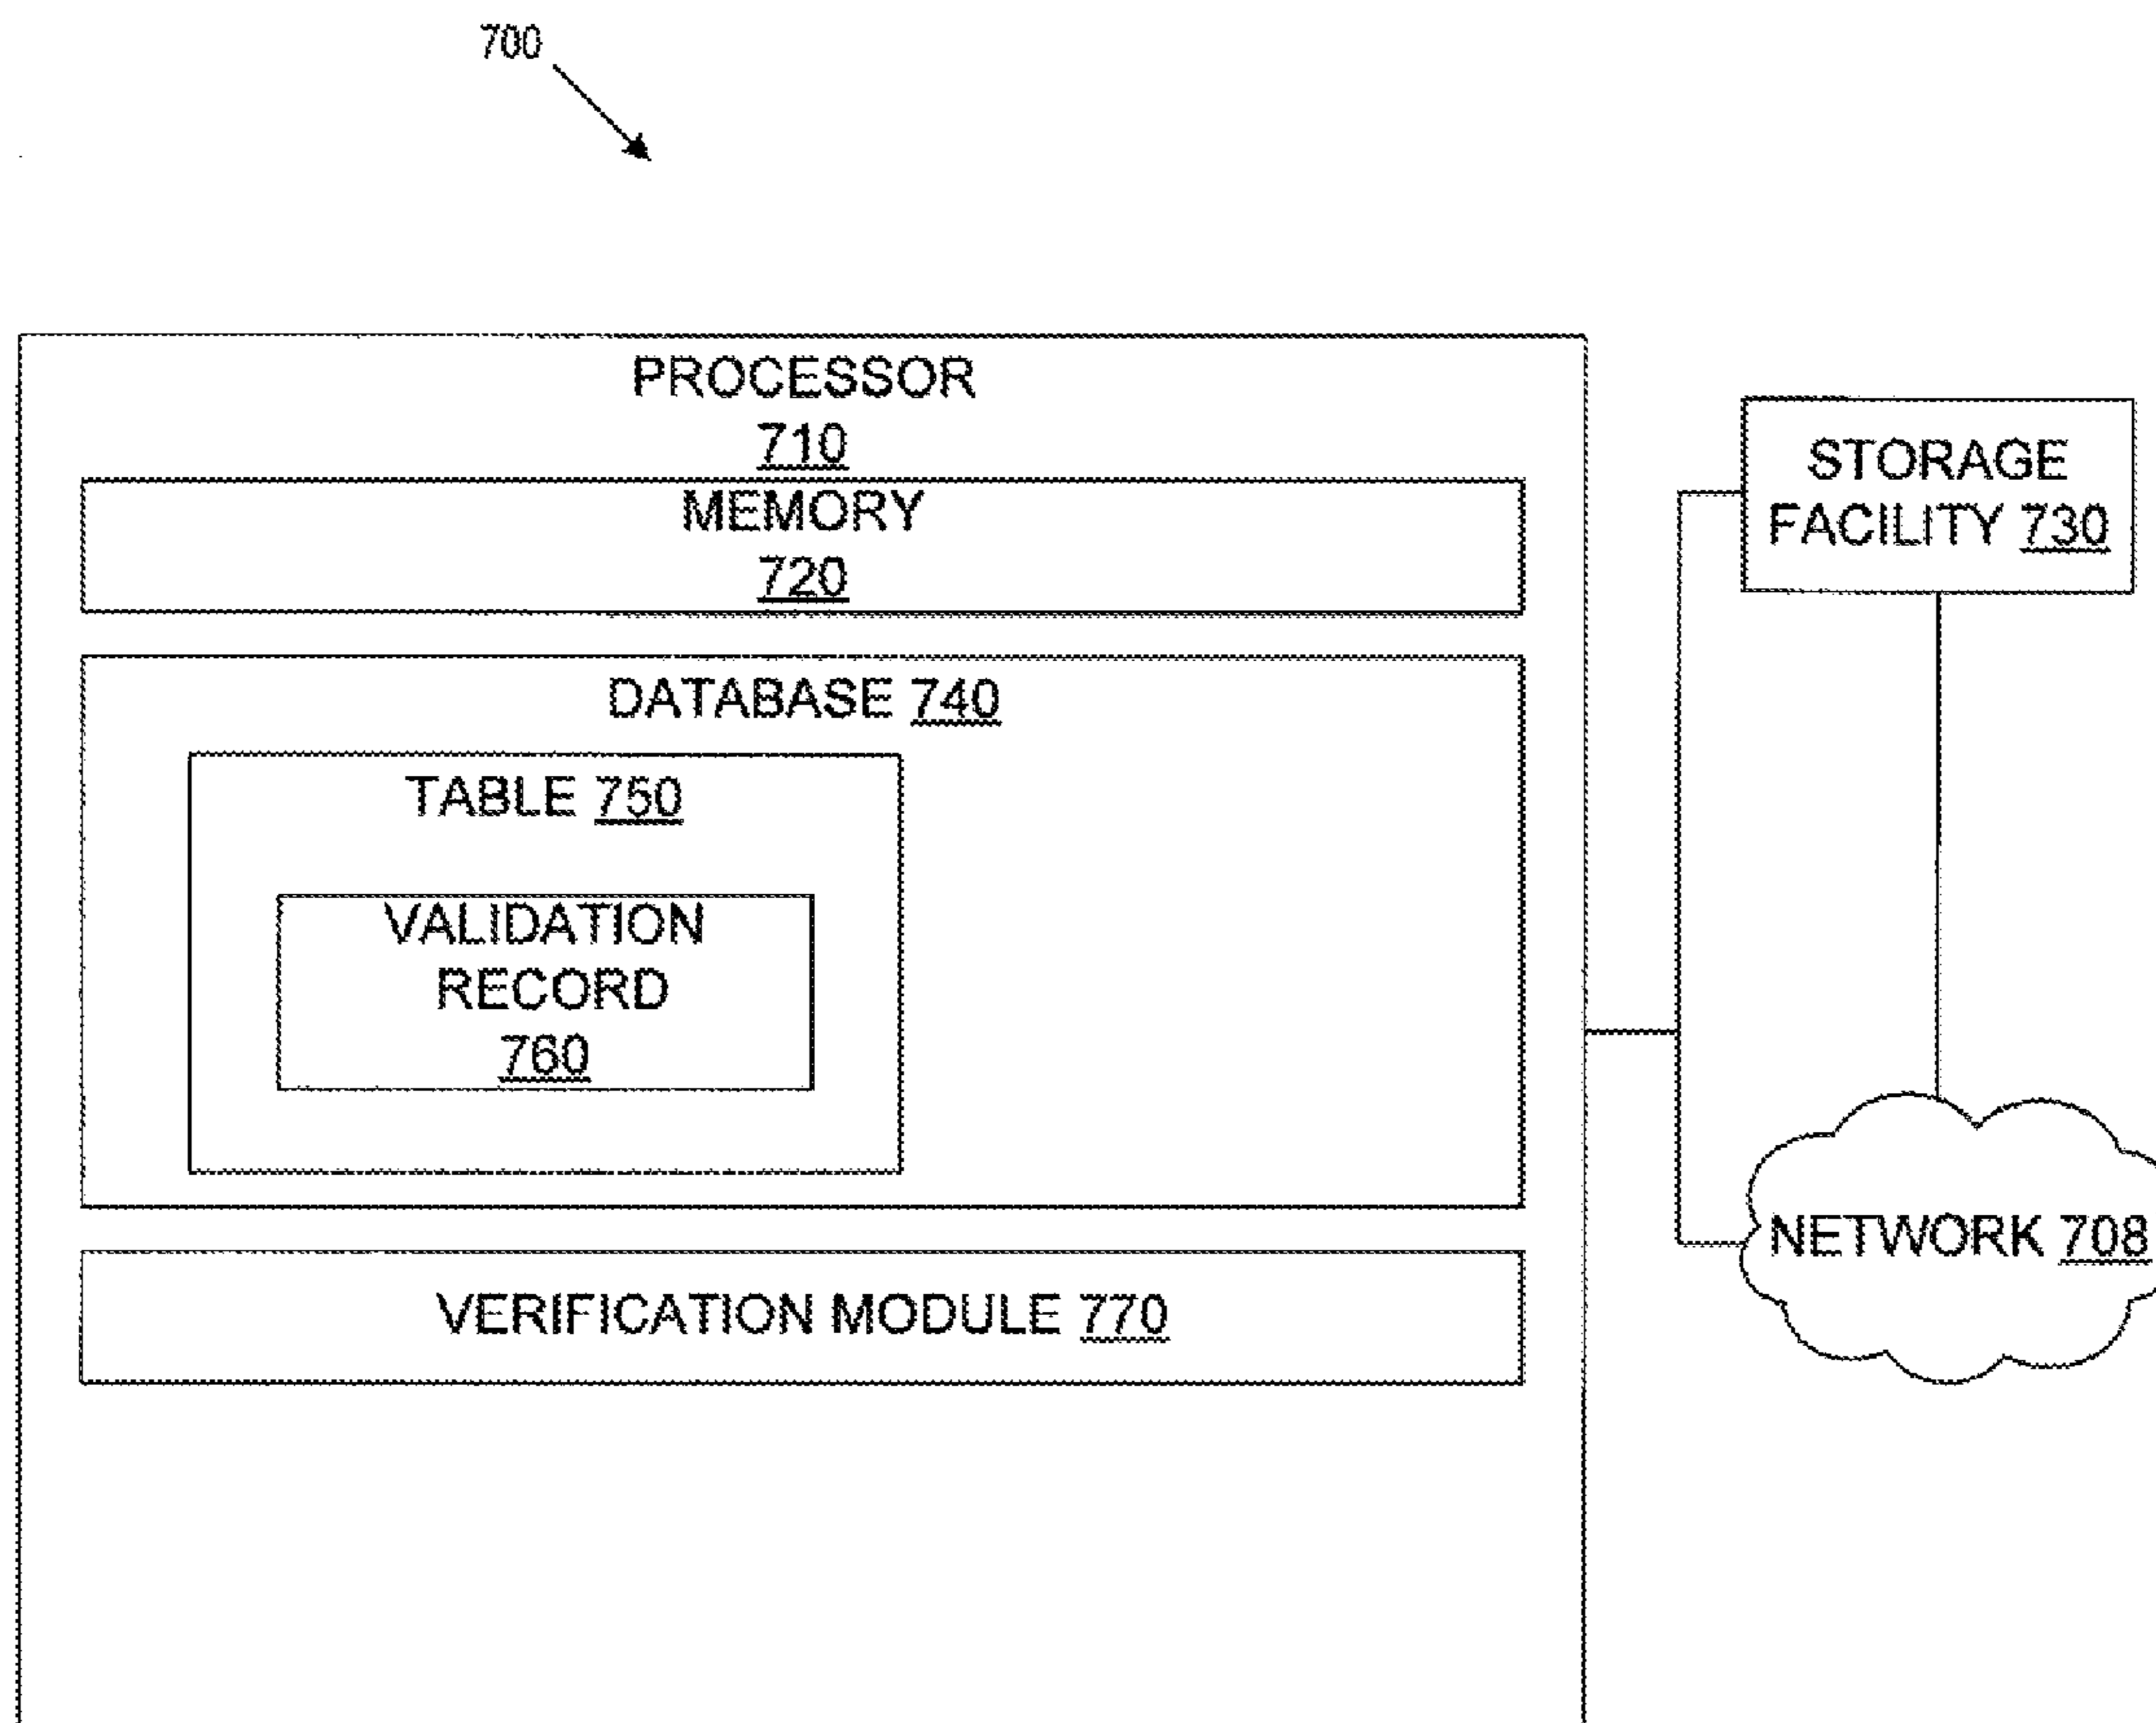 700
PROCESSOR
710
MEMORY
720
STORAGE
FACILITY 730
DATABASE 740
TABLE 750
VALIDATION
RECORD
760
NETWORK 708
VERIFICATION MODULE 770